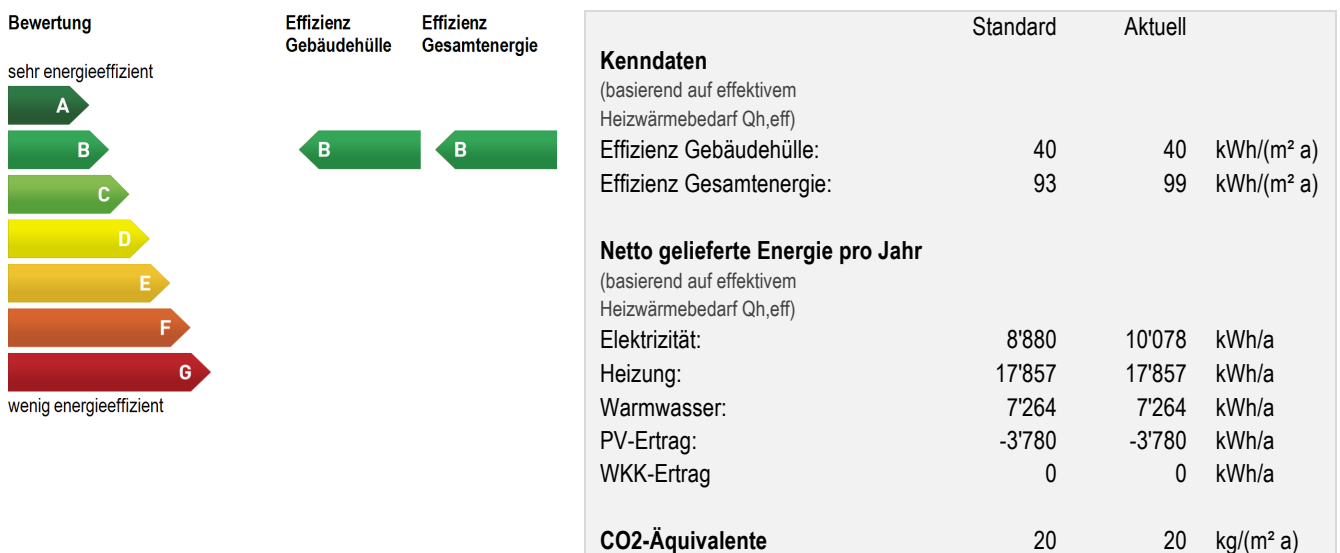 Bewertung
Effizienz Gebäudehülle
Effizienz Gesamtenergie
sehr energieeffizient
A
B
B
B
C
D
E
F
G
wenig energieeffizient
Standard Aktuell
Kenndaten
(basierend auf effektivem
Heizwärmebedarf Qh,eff)
Effizienz Gebäudehülle: 40 40 kWh/(m² a)
Effizienz Gesamtenergie: 93 99 kWh/(m² a)
Netto gelieferte Energie pro Jahr
(basierend auf effektivem
Heizwärmebedarf Qh,eff)
Elektrizität: 8'880 10'078 kWh/a
Heizung: 17'857 17'857 kWh/a
Warmwasser: 7'264 7'264 kWh/a
PV-Ertrag: -3'780 -3'780 kWh/a
WKK-Ertrag 0 0 kWh/a
CO2-Äquivalente 20 20 kg/(m² a)